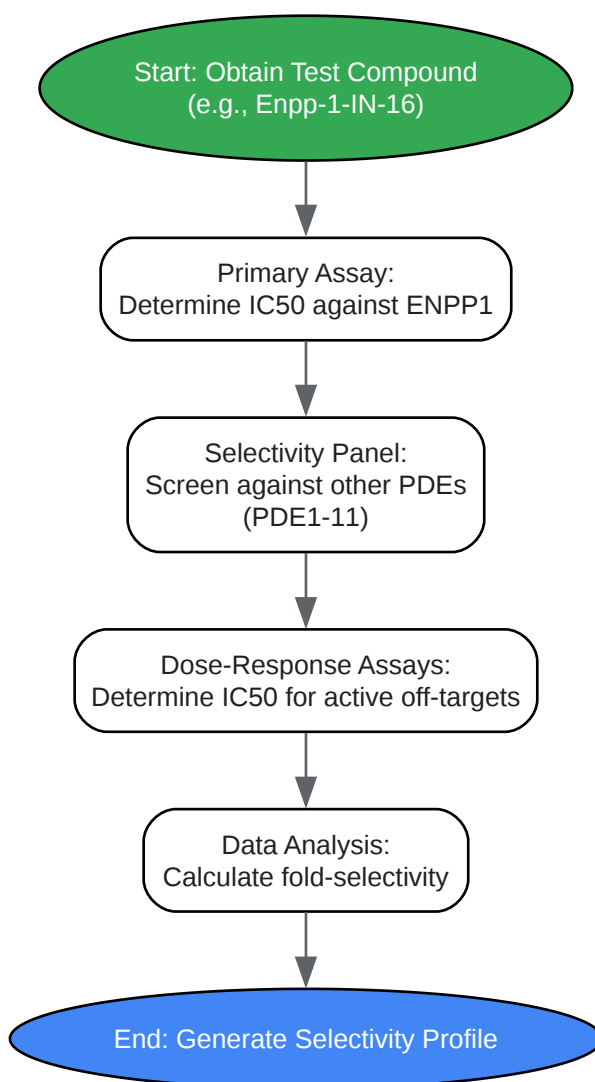 Start: Obtain Test Compound
(e.g., Enpp-1-IN-16)
Primary Assay:
Determine IC50 against ENPP1
Selectivity Panel:
Screen against other PDEs
(PDE1-11)
Dose-Response Assays:
Determine IC50 for active off-targets
Data Analysis:
Calculate fold-selectivity
End: Generate Selectivity Profile